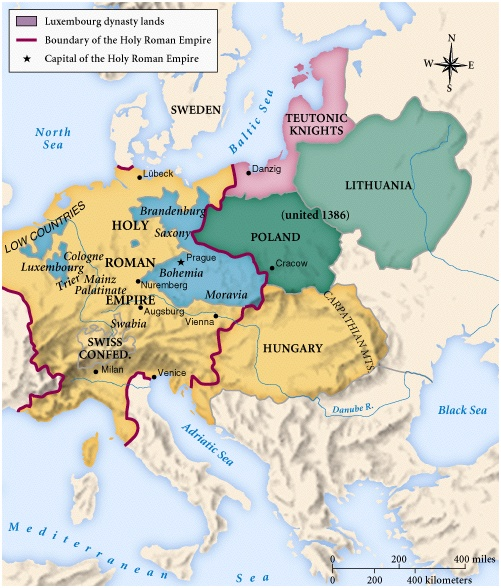 Luxembourg dynasty lands
Boundary of the Holy Roman Empire
Capital of the Holy Roman Empire
N
W
E
S
SWEDEN
North
Sea
Baltic Sea
TEUTONIC
KNIGHTS
Lübeck
Danzig
LITHUANIA
LOW COUNTRIES
Brandenburg
(united 1386)
HOLY
Saxony
POLAND
Cologne
Luxembourg
ROMAN
Prague
Cracow
Trier
Mainz
Bohemia
Palatinate
Nuremberg
Moravia
EMPIRE
Augsburg
CARPATHIAN MTS.
Swabia
Vienna
SWISS
CONFED.
HUNGARY
Milan
Venice
Danube R.
Black Sea
Adriatic Sea
Mediterranean Sea
0 200 400 miles
0 200 400 kilometers